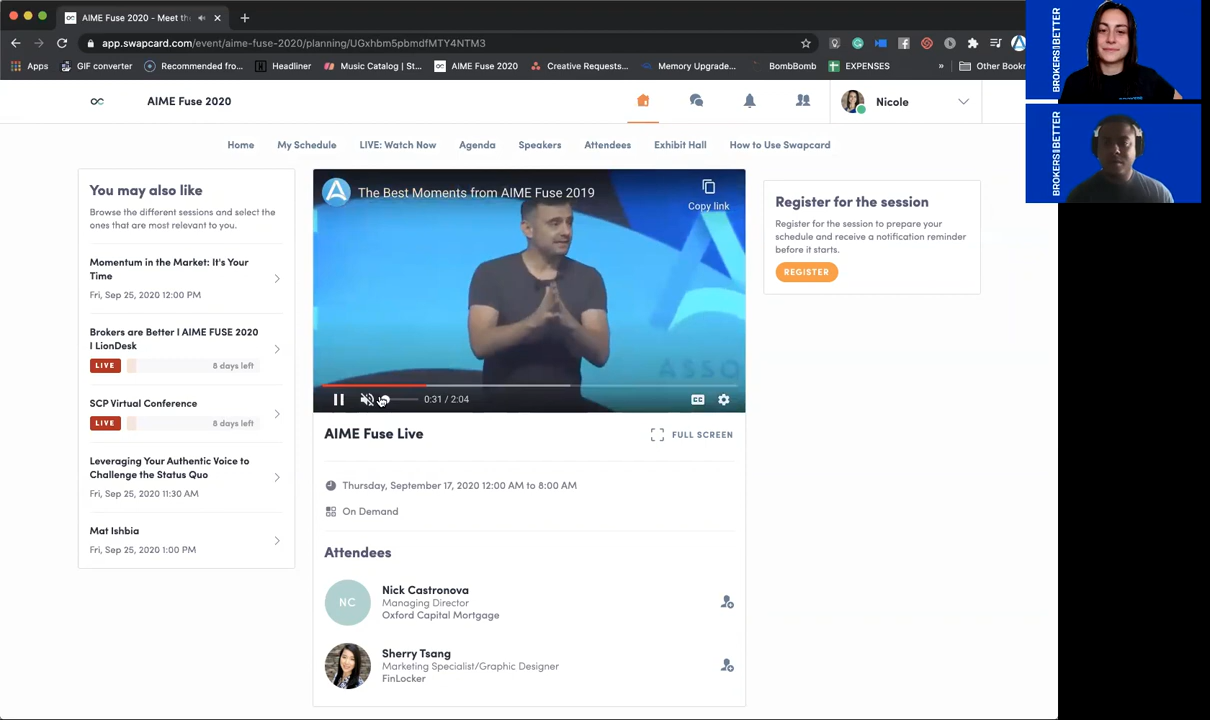 AIME Fuse 2020 - Meet the
app.swapcard.com/event/aime-fuse-2020/planning/UGxhbm5pbmdfMTY4NTM3
Apps
GIF converter
Recommended fro...
Headliner
Music Catalog | St...
AIME Fuse 2020
Creative Requests...
Memory Upgrade...
BombBomb
EXPENSES
»
Other Bookm
BROKERS ARE BETTER
BROKERS ARE BETTER
AIME Fuse 2020
Nicole
Home
My Schedule
LIVE: Watch Now
Agenda
Speakers
Attendees
Exhibit Hall
How to Use Swapcard
You may also like
Browse the different sessions and select the
ones that are most relevant to you.
Momentum in the Market: It's Your
Time
Fri, Sep 25, 2020 12:00 PM
Brokers are Better I AIME FUSE 2020
I LionDesk
LIVE
8 days left
SCP Virtual Conference
LIVE
8 days left
Leveraging Your Authentic Voice to
Challenge the Status Quo
Fri, Sep 25, 2020 11:30 AM
Mat Ishbia
Fri, Sep 25, 2020 1:00 PM
The Best Moments from AIME Fuse 2019
Copy link
ASSO
0:31 / 2:04
CC
AIME Fuse Live
FULL SCREEN
Thursday, September 17, 2020 12:00 AM to 8:00 AM
On Demand
Attendees
NC
Nick Castronova
Managing Director
Oxford Capital Mortgage
Sherry Tsang
Marketing Specialist/Graphic Designer
FinLocker
Register for the session
Register for the session to prepare your
schedule and receive a notification reminder
before it starts.
REGISTER